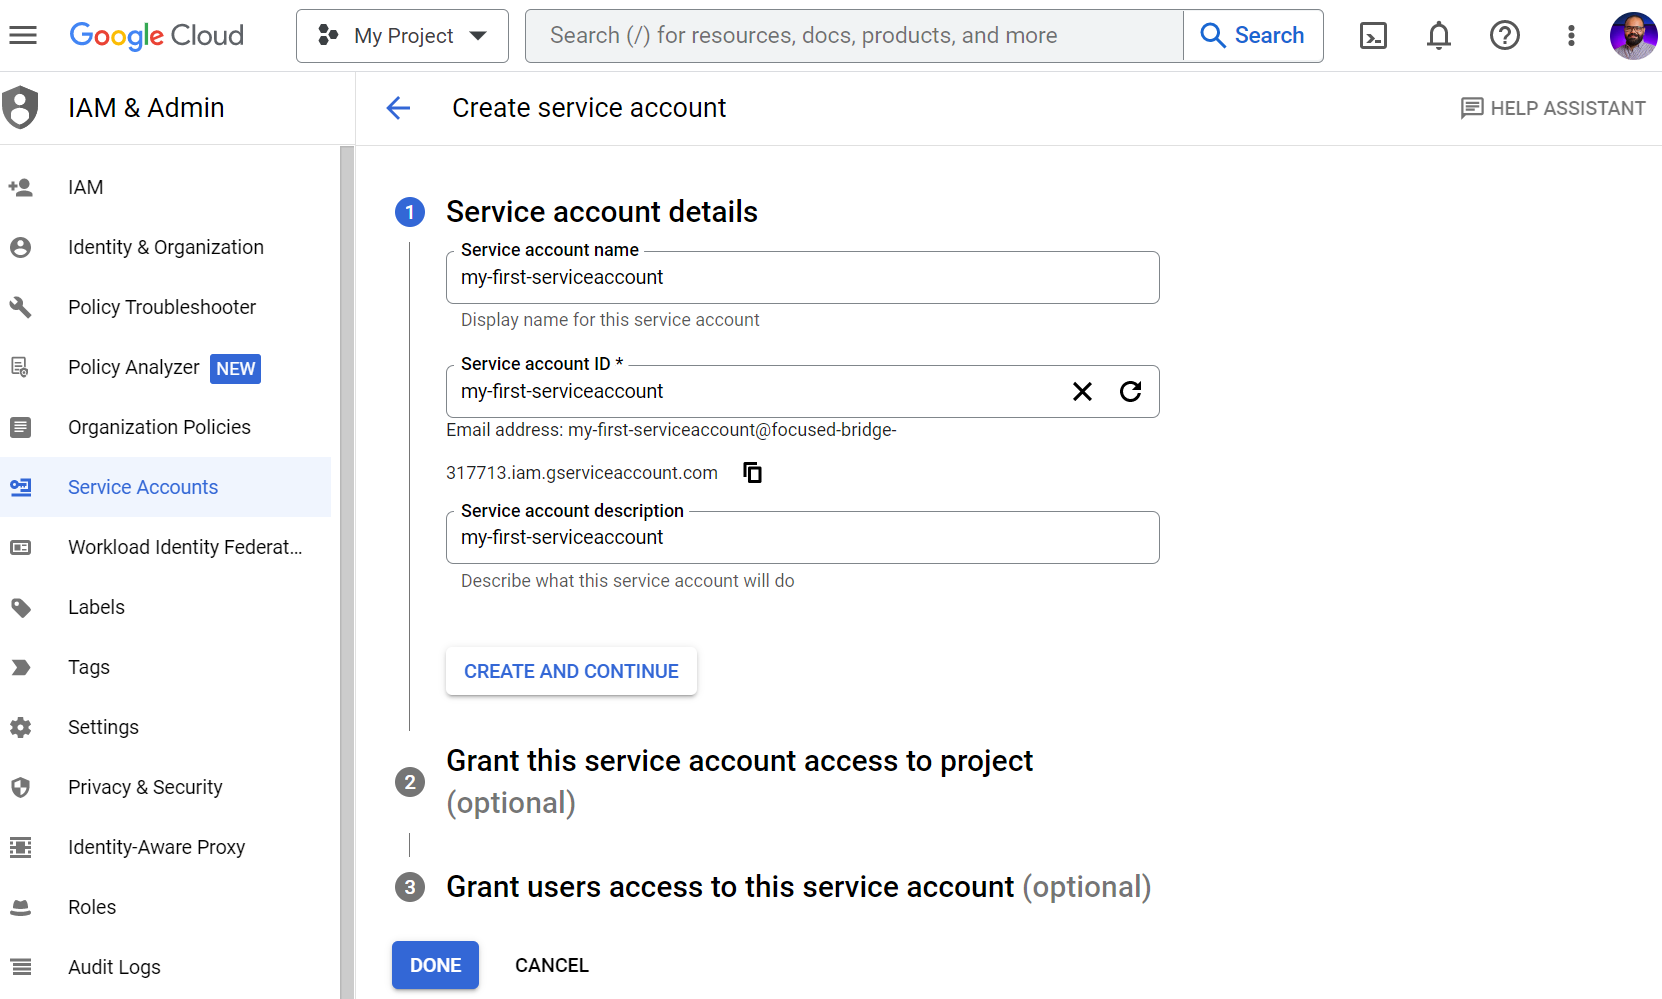 Google Cloud
My Project
Search (/) for resources, docs, products, and more
Search
IAM & Admin
Create service account
HELP ASSISTANT
IAM
Identity & Organization
Policy Troubleshooter
Policy Analyzer NEW
Organization Policies
Service Accounts
Workload Identity Federat...
Labels
Tags
Settings
Privacy & Security
Identity-Aware Proxy
Roles
Audit Logs
1 Service account details
Service account name
my-first-serviceaccount
Display name for this service account
Service account ID *
my-first-serviceaccount
Email address: my-first-serviceaccount@focused-bridge-
317713.iam.gserviceaccount.com
Service account description
my-first-serviceaccount
Describe what this service account will do
CREATE AND CONTINUE
2 Grant this service account access to project
(optional)
3 Grant users access to this service account (optional)
DONE
CANCEL